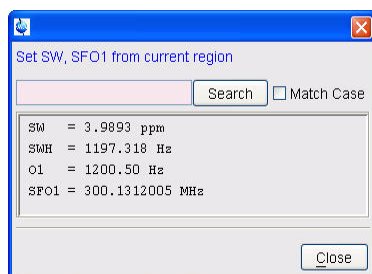 Set SW, SFO1 from current region
Search Match Case
SW = 3.9893 ppm
SWH = 1197.318 Hz
O1 = 1200.50 Hz
SFO1 = 300.1312005 MHz
Close